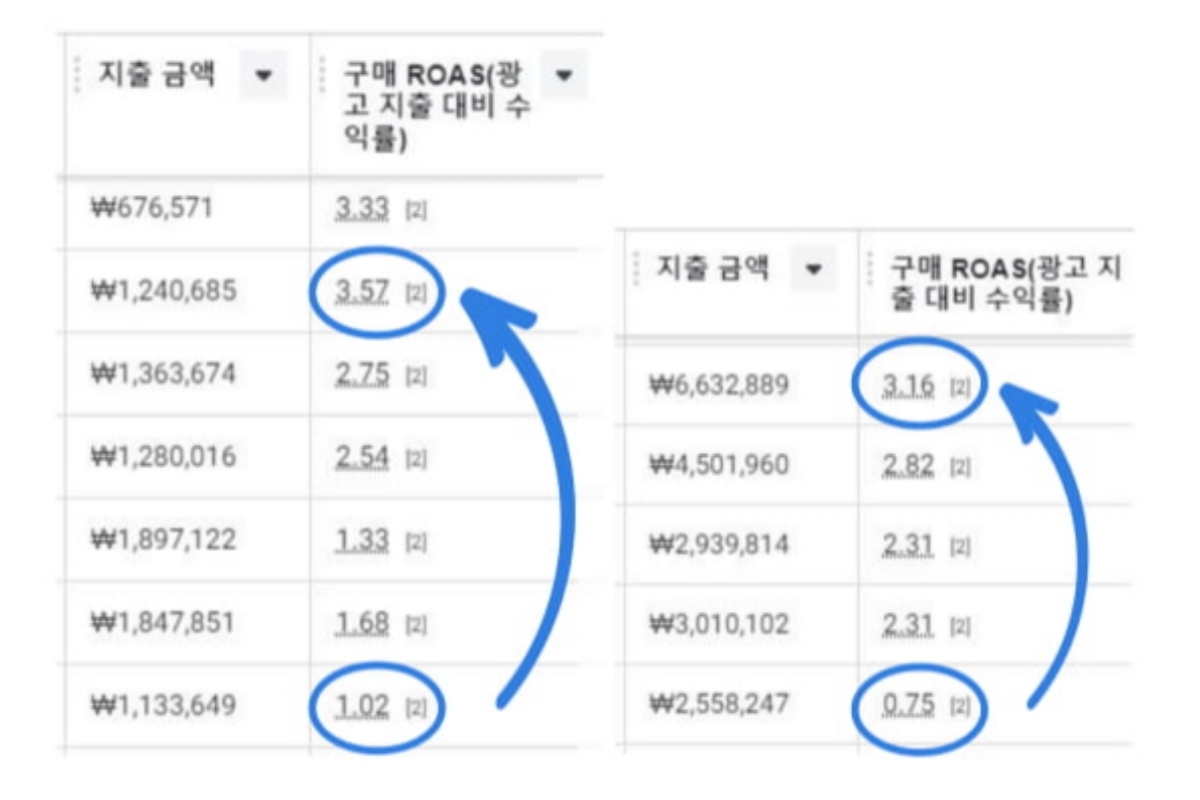 지출 금액
구매 ROAS(광
고 지출 대비 수
익률)
₩676,571 3.33 [2]
₩1,240,685 3.57 [2]
₩1,363,674 2.75 [2]
₩1,280,016 2.54 [2]
₩1,897,122 1.33 [2]
₩1,847,851 1.68 [2]
₩1,133,649 1.02 [2]
지출 금액
구매 ROAS(광고 지
출 대비 수익률)
₩6,632,889 3.16 [2]
₩4,501,960 2.82 [2]
₩2,939,814 2.31 [2]
₩3,010,102 2.31 [2]
₩2,558,247 0.75 [2]